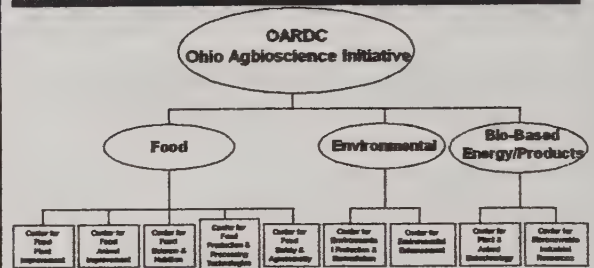 OARDC
Ohio Agbioscience Initiative
Food
Environmental
Bio-Based
Energy/Products
Center for
Food
Plant
Improvement
Center for
Food
Animal
Improvement
Center for
Food
Science &
Nutrition
Center for
Food
Production &
Processing
Technologies
Center for
Food
Safety &
Agrosecurity
Center for
Environmenta
l Protection &
Remediation
Center for
Environmental
Enhancement
Center for
Plant &
Animal
Biotechnology
Center for
Industrial
Resources